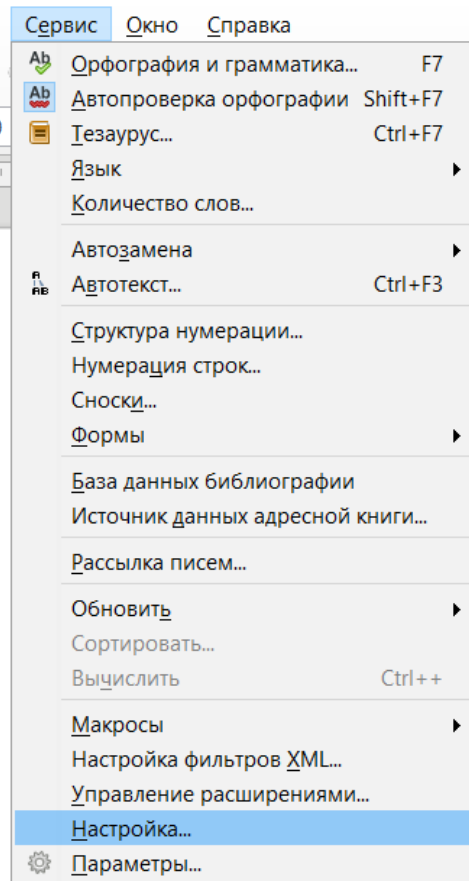 Сервис Окно Справка
Орфография и грамматика... F7
Автопроверка орфографии Shift+F7
Тезаурус... Ctrl+F7
Язык
Количество слов...
Автозамена
Автотекст... Ctrl+F3
Структура нумерации...
Нумерация строк...
Сноски...
Формы
База данных библиографии
Источник данных адресной книги...
Рассылка писем...
Обновить
Сортировать...
Вычислить Ctrl++
Макросы
Настройка фильтров XML...
Управление расширениями...
Настройка...
Параметры...